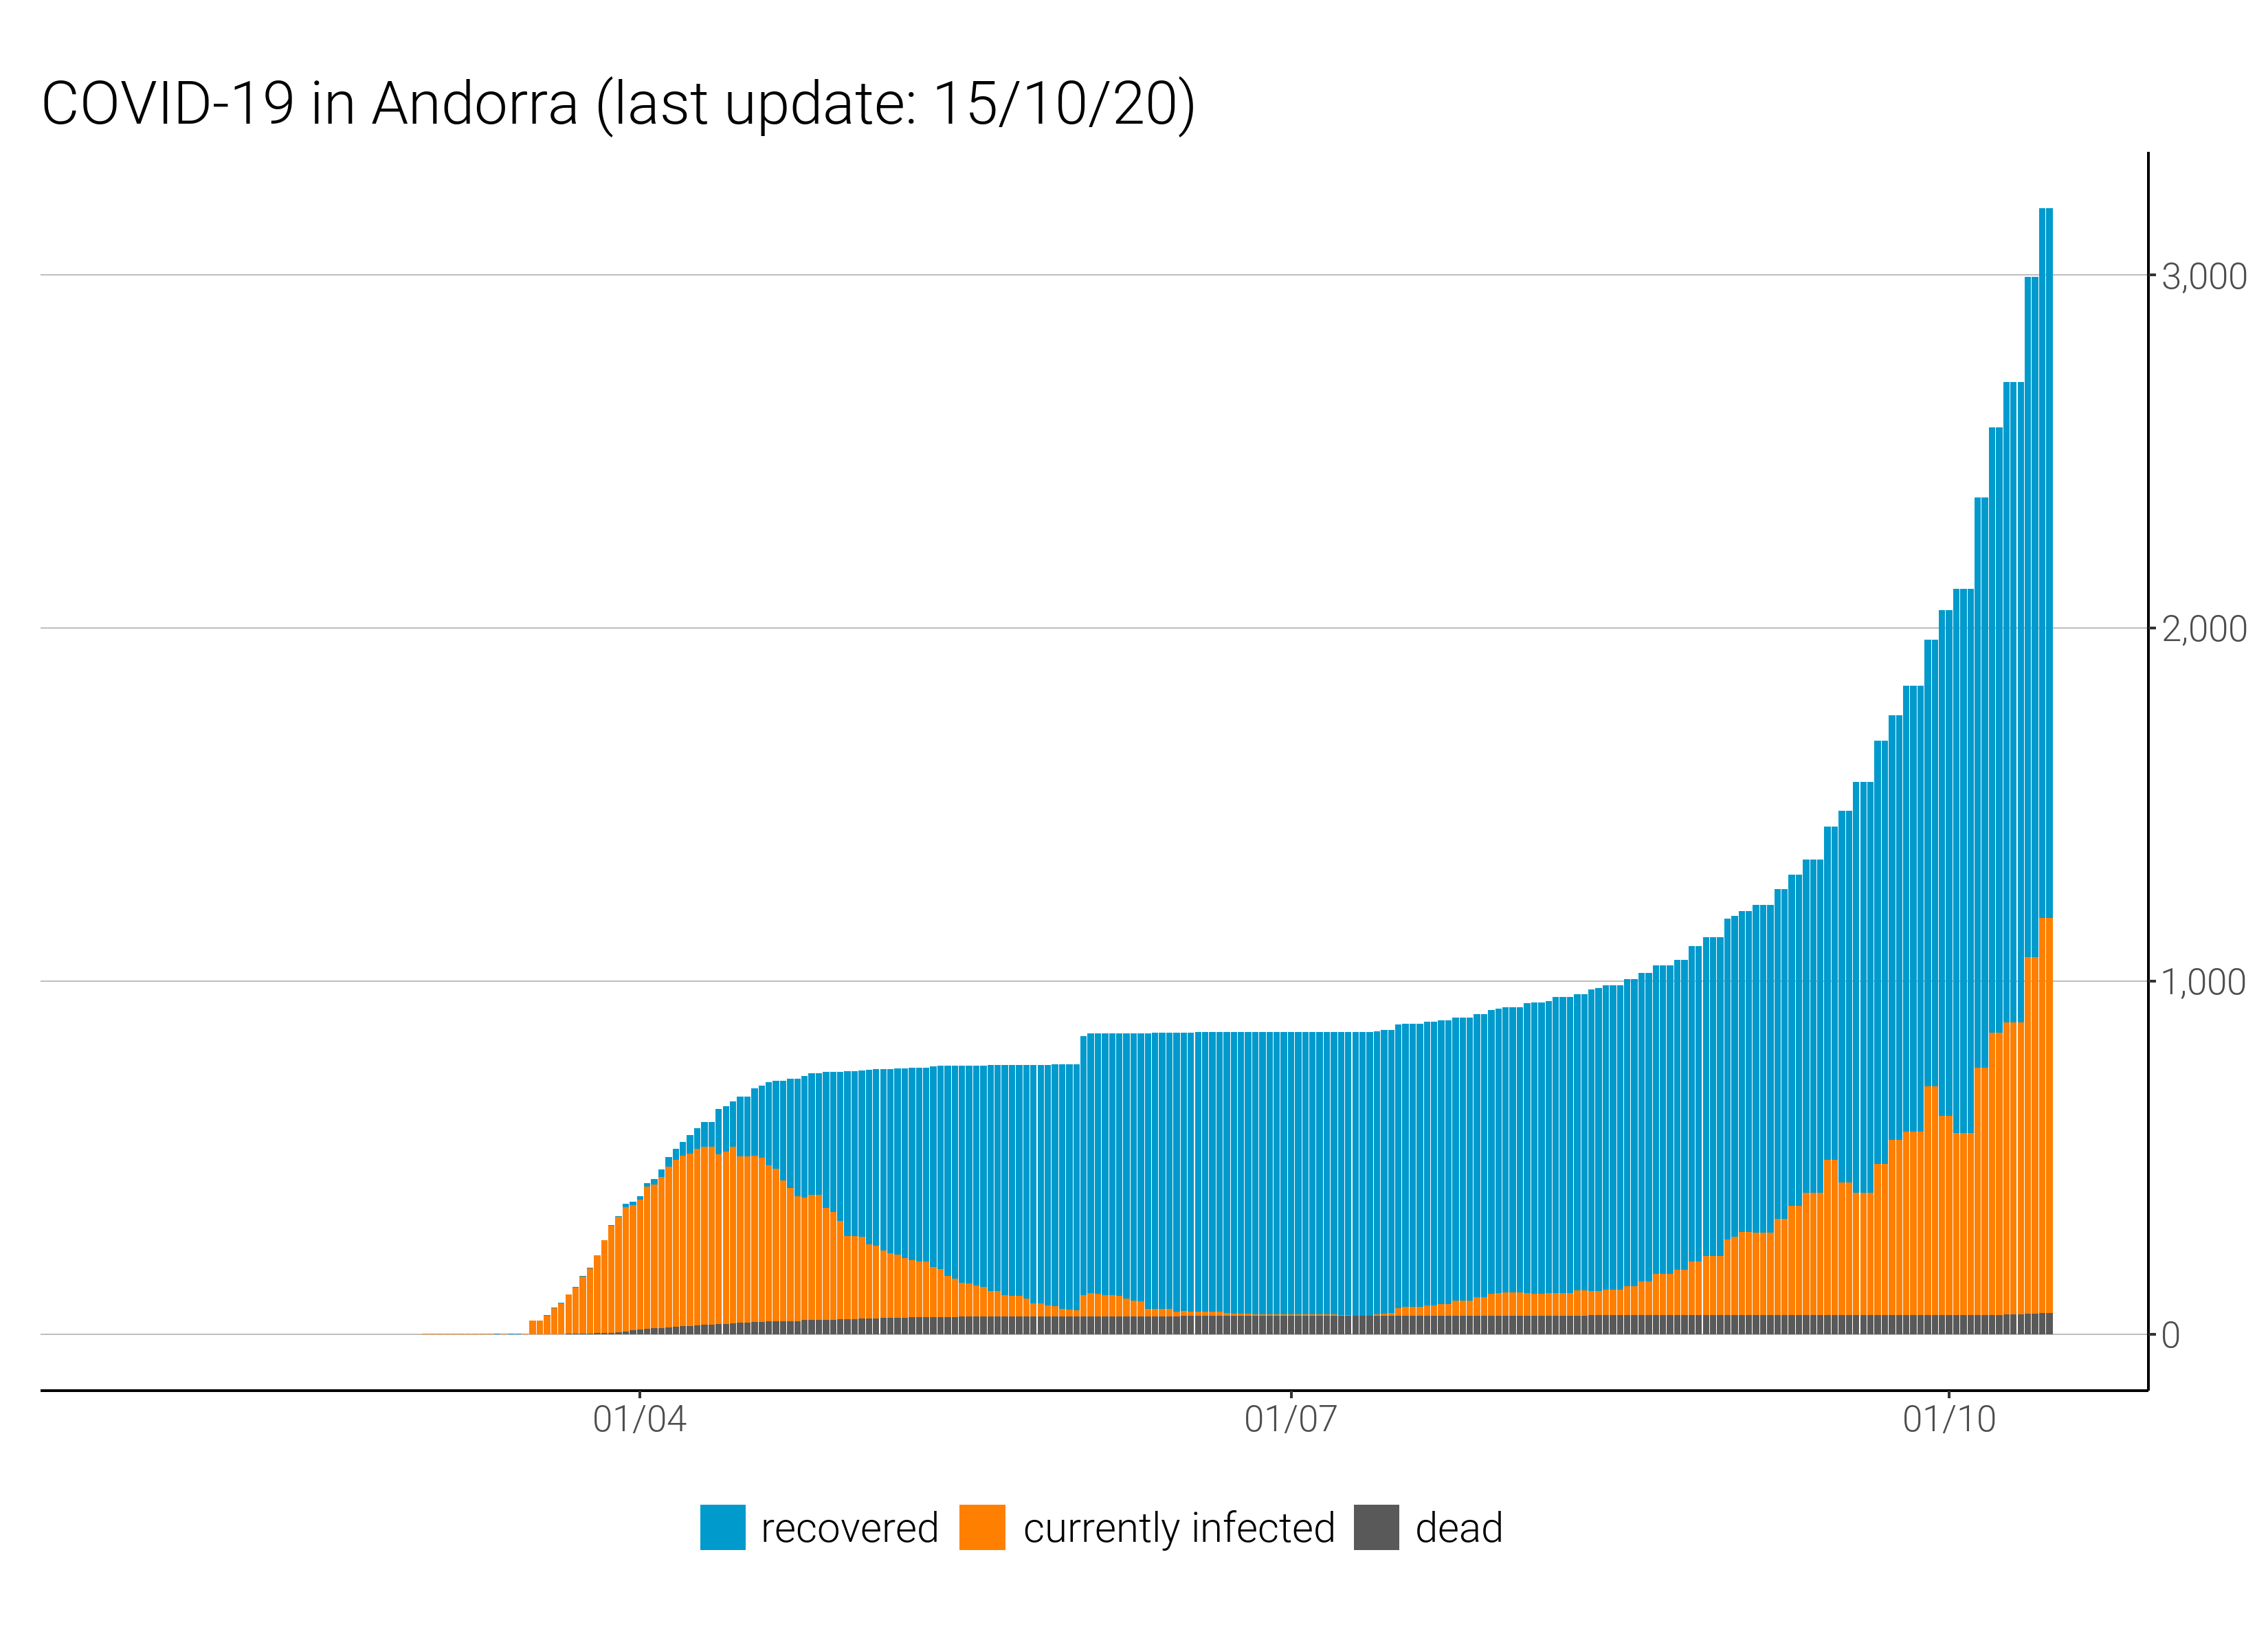 COVID-19 in Andorra (last update: 15/10/20)
3,000
2,000
1,000
0
01/04 01/07 01/10
recovered currently infected dead